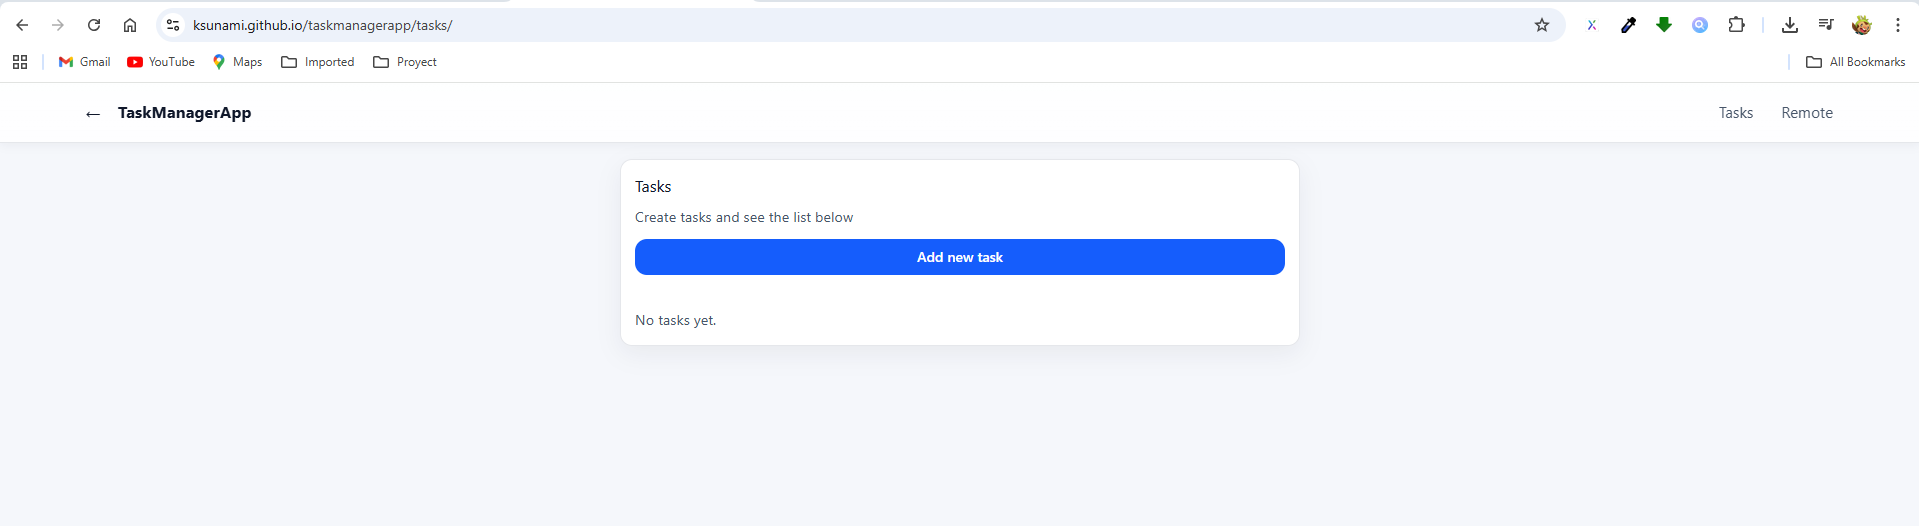 ksunami.github.io/taskmanagerapp/tasks/
Gmail YouTube Maps Imported Proyect All Bookmarks
← TaskManagerApp Tasks Remote
Tasks
Create tasks and see the list below
Add new task
No tasks yet.